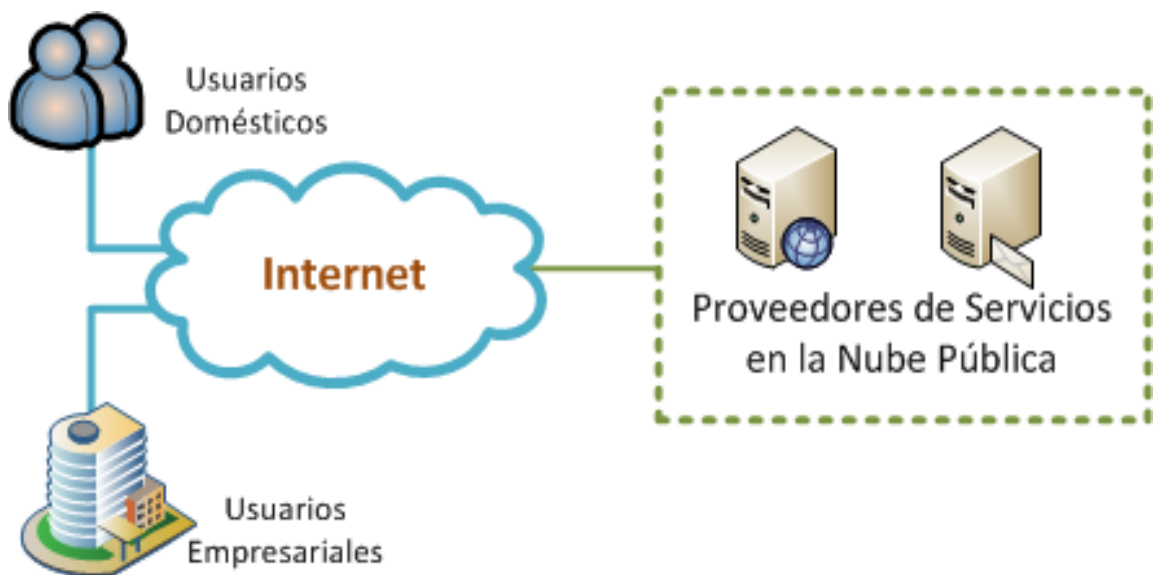 Usuarios
Domésticos
Internet
Proveedores de Servicios
en la Nube Pública
Usuarios
Empresariales